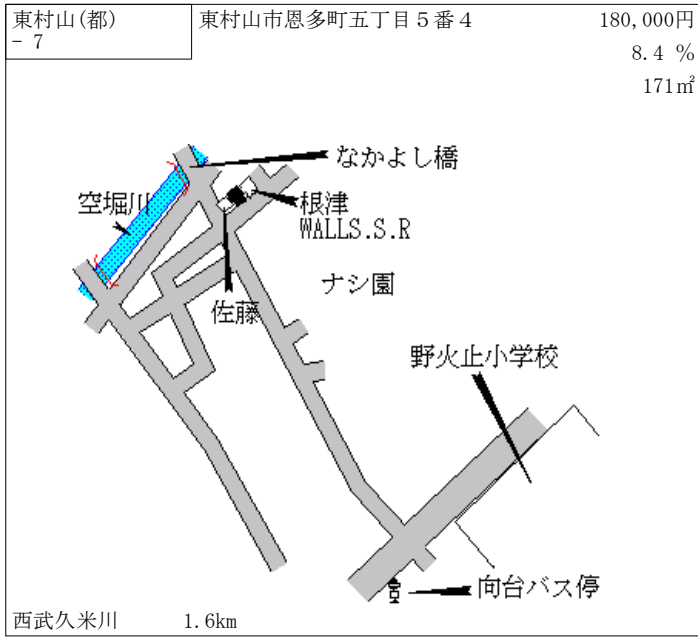 東村山(都)
- 7
東村山市恩多町五丁目5番4
180,000円
8.4 %
171㎡
なかよし橋
空堀川
根津
WALLS.S.R
ナシ園
佐藤
野火止小学校
向台バス停
西武久米川 1.6km